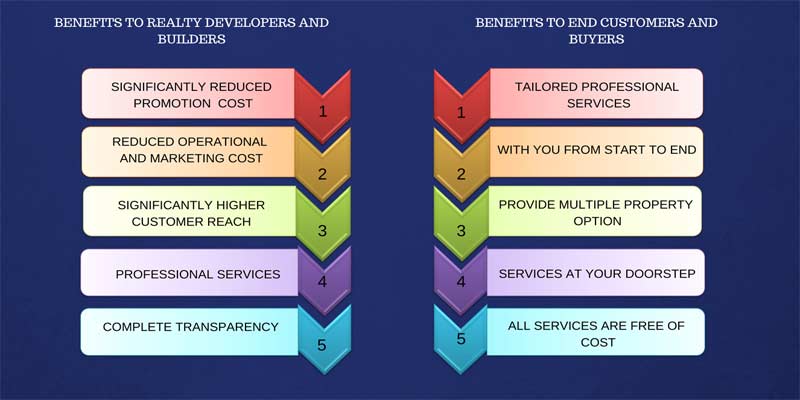 BENEFITS TO REALTY DEVELOPERS AND
BUILDERS
SIGNIFICANTLY REDUCED
PROMOTION COST
1
REDUCED OPERATIONAL
AND MARKETING COST
2
SIGNIFICANTLY HIGHER
CUSTOMER REACH
3
PROFESSIONAL SERVICES
4
COMPLETE TRANSPARENCY
5
BENEFITS TO END CUSTOMERS AND
BUYERS
1
TAILORED PROFESSIONAL
SERVICES
2
WITH YOU FROM START TO END
3
PROVIDE MULTIPLE PROPERTY
OPTION
4
SERVICES AT YOUR DOORSTEP
5
ALL SERVICES ARE FREE OF
COST